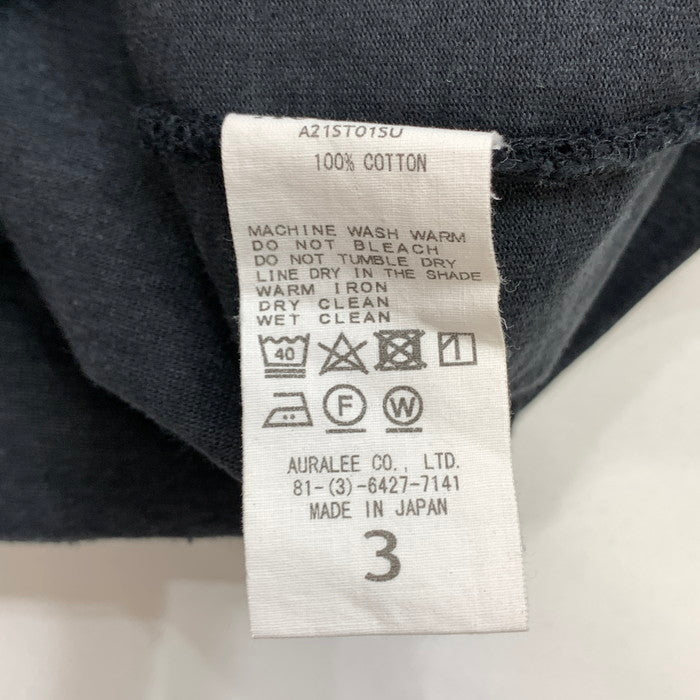 A21ST01SU
100% COTTON
MACHINE WASH WARM
DO NOT BLEACH
DO NOT TUMBLE DRY
LINE DRY IN THE SHADE
WARM IRON
DRY CLEAN
WET CLEAN
40
F W
AURALEE CO., LTD.
81-(3)-6427-7141
MADE IN JAPAN
3